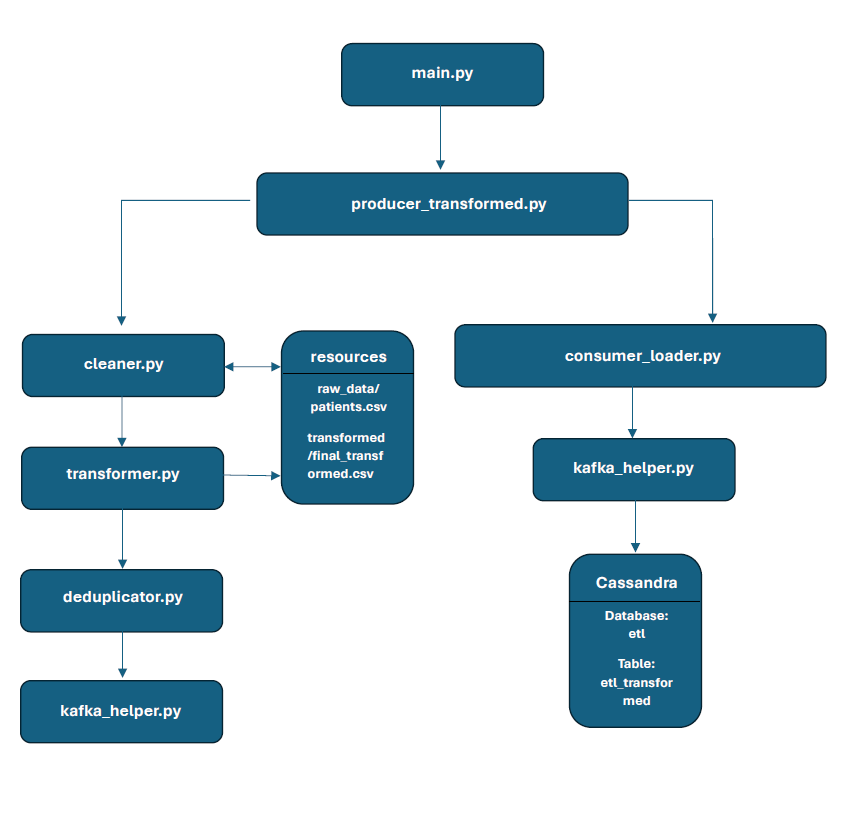 main.py
producer_transformed.py
cleaner.py
resources
raw_data/
patients.csv
transformed
/final_transf
ormed.csv
consumer_loader.py
transformer.py
kafka_helper.py
deduplicator.py
Cassandra
Database:
etl
Table:
etl_transfor
med
kafka_helper.py